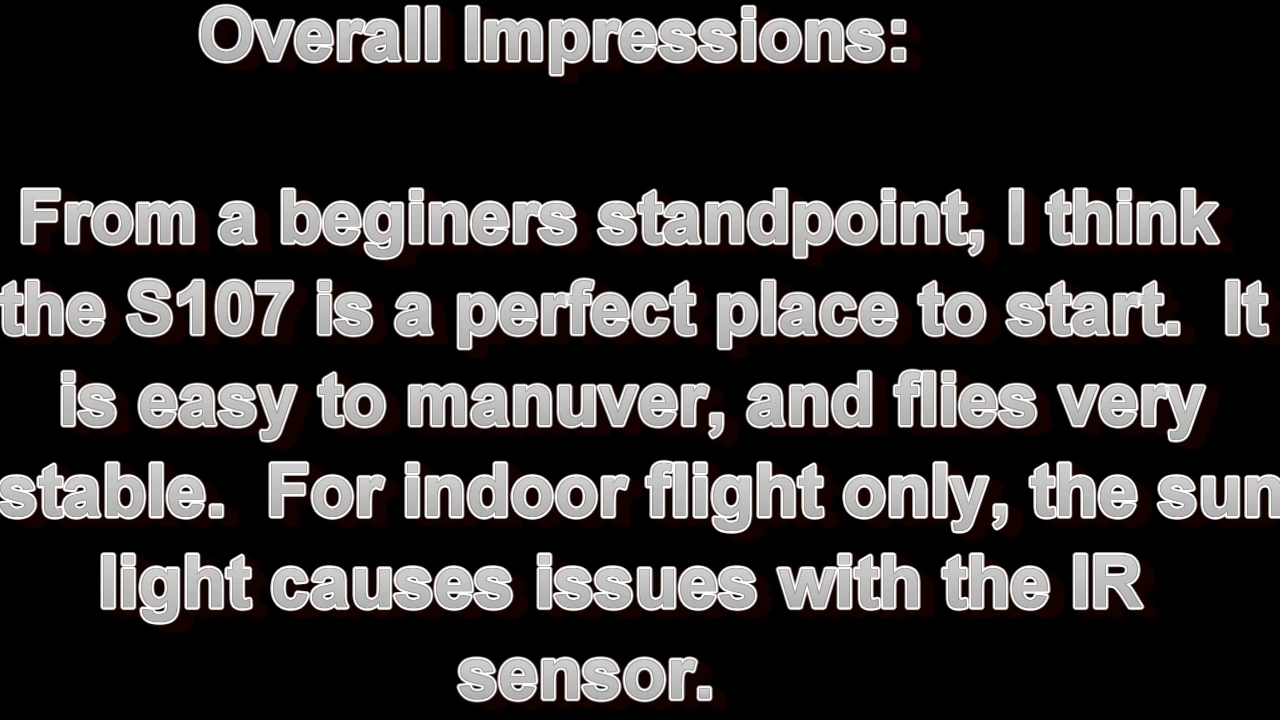 Overall Impressions:
From a beginers standpoint, I think
the S107 is a perfect place to start.  It
is easy to manuver, and flies very
stable.  For indoor flight only, the sun
light causes issues with the IR
sensor.